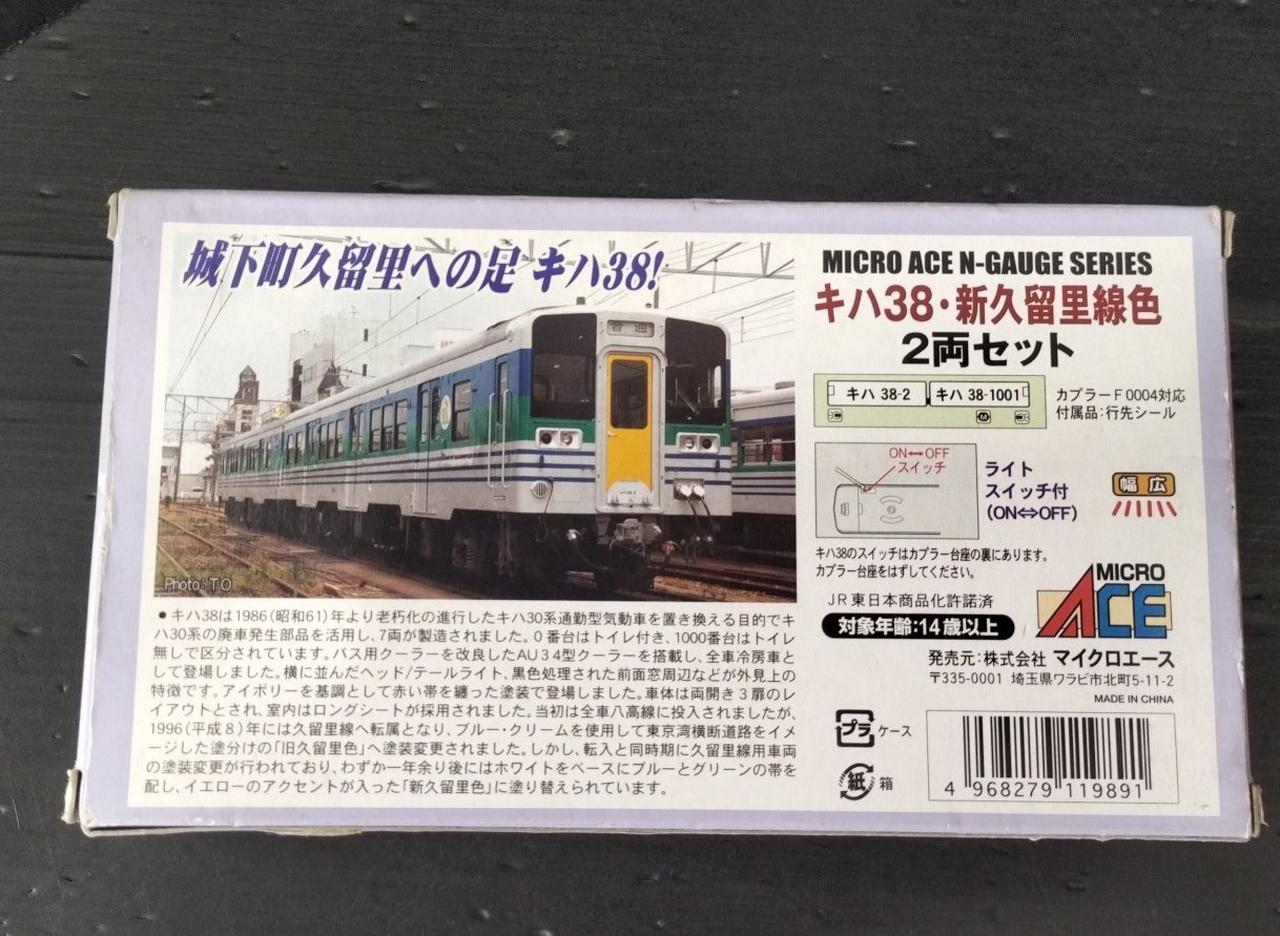 城下町久留里への足 キハ38!
普通
キハ38 2
Photo:T O
●キハ38は1986(昭和61)年より老朽化の進行したキハ30系通勤型気動車を置き換える目的でキ
ハ30系の廃車発生部品を活用し、7両が製造されました。0番台はトイレ付き、1000番台はトイレ
無しで区分されています。バス用クーラーを改良したAU34型クーラーを搭載し、全車冷房車と
して登場しました。横に並んだヘッド/テールライト、黒色処理された前面窓周辺などが外見上の
特徴です。アイボリーを基調として赤い帯を纏った塗装で登場しました。車体は両開き3扉のレ
イアウトとされ、室内はロングシートが採用されました。当初は全車八高線に投入されましたが、
1996(平成8)年には久留里線へ転属となり、ブルー・クリームを使用して東京湾横断道路をイメ
ージした塗分けの「旧久留里色」へ塗装変更されました。しかし、転入と同時期に久留里線用車両
の塗装変更が行われており、わずか一年余り後にはホワイトをベースにブルーとグリーンの帯を
配し、イエローのアクセントが入った「新久留里色」に塗り替えられています。
MICRO ACE N-GAUGE SERIES
キハ38・新久留里線色
2両セット
キハ 38-2 キハ 38-1001
M
カプラーF0004対応
付属品:行先シール
ON↔OFF
スイッチ
ライト
スイッチ付
(ON⇔OFF)
幅広
キハ38のスイッチはカプラー台座の裏にあります。
カプラー台座をはずしてください。
JR東日本商品化許諾済
対象年齢:14歳以上
MICRO
ACE
発売元:株式会社 マイクロエース
〒335-0001 埼玉県ワラビ市北町5-11-2
MADE IN CHINA
プラ ケース
紙 箱
4 968279 119891